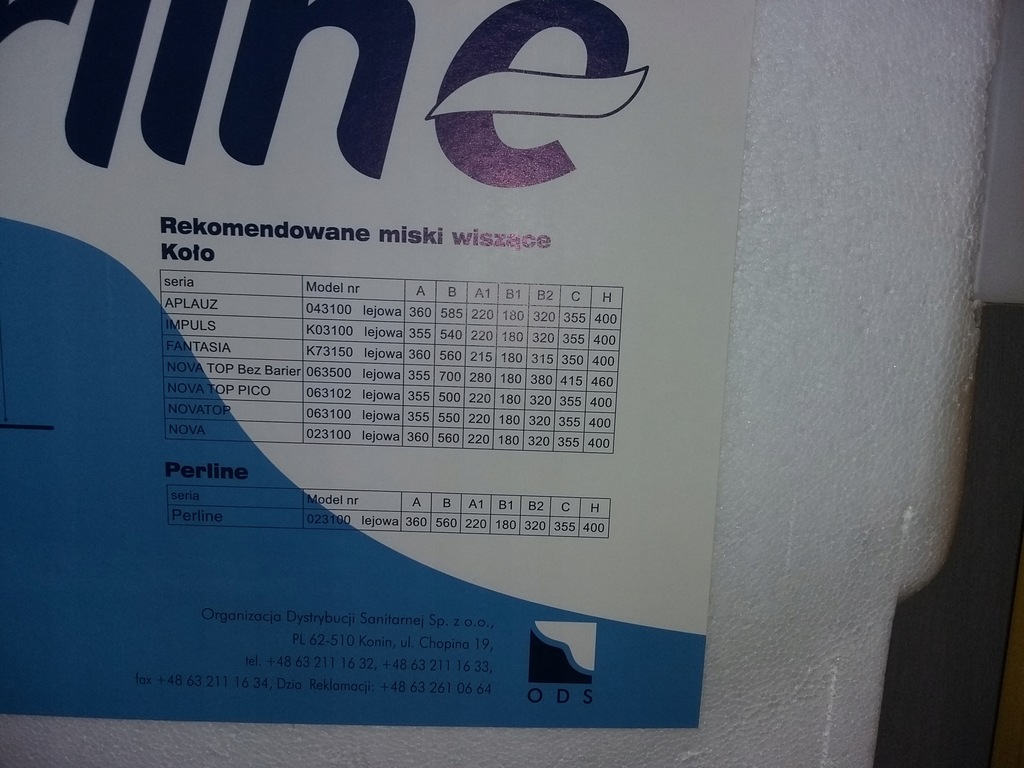 rline
Rekomendowane miski wiszące
Koło
seria Model nr A B A1 B1 B2 C H
APLAUZ 043100 lejowa 360 585 220 180 320 355 400
IMPULS K03100 lejowa 355 540 220 180 320 355 400
FANTASIA K73150 lejowa 360 560 215 180 315 350 400
NOVA TOP Bez Barier 063500 lejowa 355 700 280 180 380 415 460
NOVA TOP PICO 063102 lejowa 355 500 220 180 320 355 400
NOVATOP 063100 lejowa 355 550 220 180 320 355 400
NOVA 023100 lejowa 360 560 220 180 320 355 400
Perline
seria Model nr A B A1 B1 B2 C H
Perline 023100 lejowa 360 560 220 180 320 355 400
Organizacja Dystrybucji Sanitarnej Sp. z o.o.,
PL 62-510 Konin, ul. Chopina 19,
tel. +48 63 211 16 32, +48 63 211 16 33,
fax +48 63 211 16 34, Dzia Reklamacji: +48 63 261 06 64
ODS